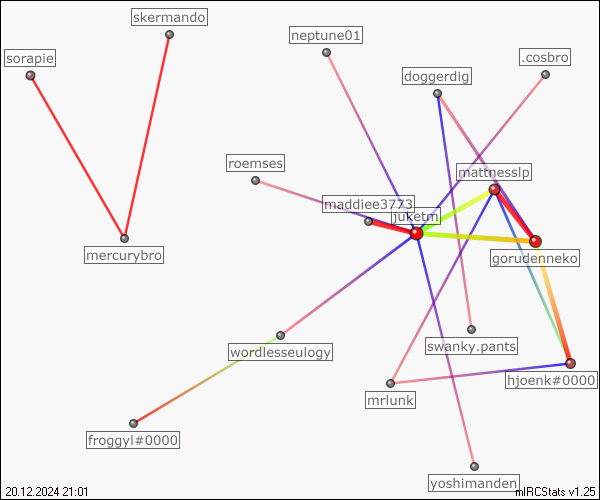 skermando
neptune01
sorapie
.cosbro
doggerdig
roemses
mattnesslp
maddiee3773
juketm
mercurybro
gorudenneko
wordlesseulogy
swanky.pants
hjoenk#0000
mrlunk
froggyl#0000
yoshimanden
20.12.2024 21:01
mIRCStats v1.25